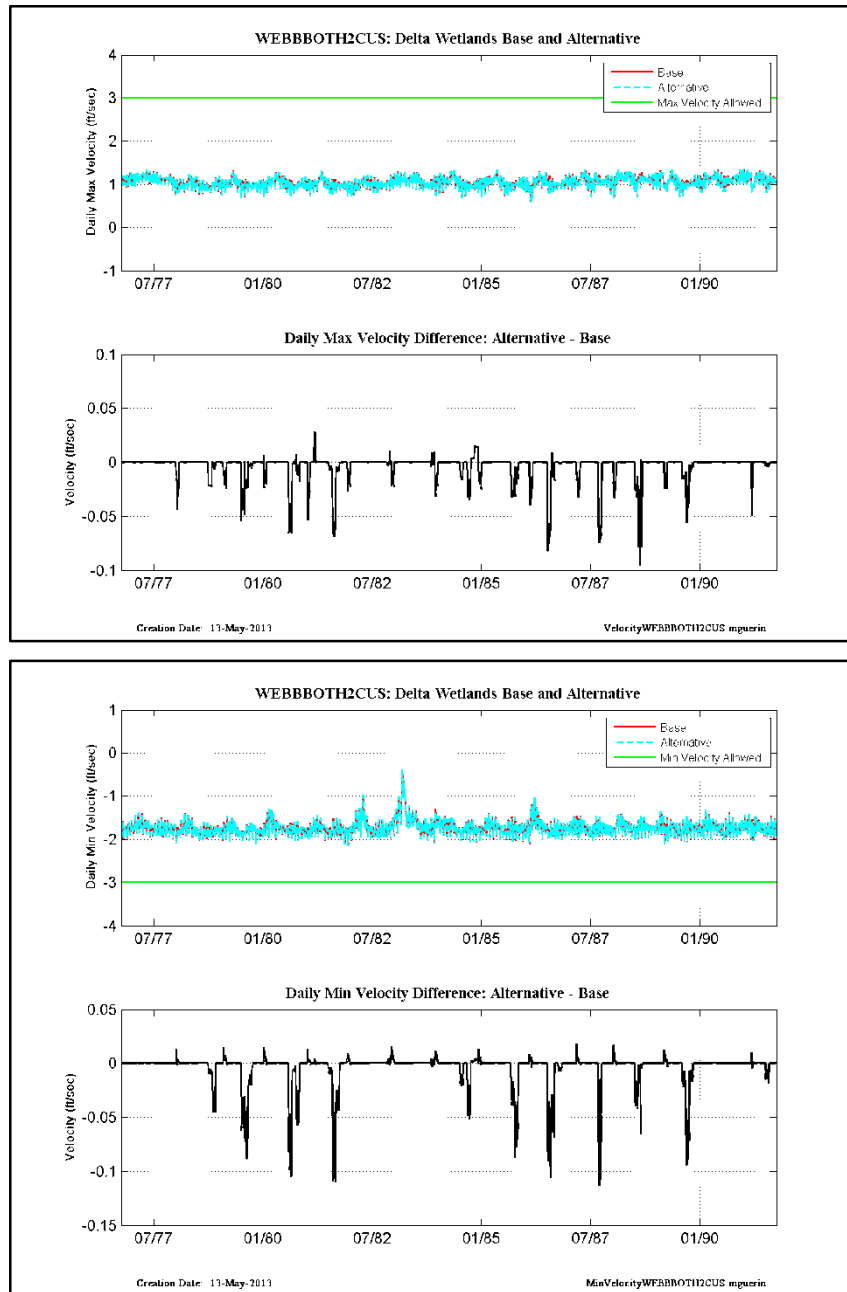 WEBBBOTH2CUS: Delta Wetlands Base and Alternative
Base
Alternative
Max Velocity Allowed
Daily Max Velocity (ft/sec)
4
3
2
1
0
-1
07/77 01/80 07/82 01/85 07/87 01/90
Daily Max Velocity Difference: Alternative - Base
Velocity (ft/sec)
0.1
0.05
0
-0.05
-0.1
07/77 01/80 07/82 01/85 07/87 01/90
Creation Date: 13-May-2013 VelocityWEBBBOTH2CUS mguerin
WEBBBOTH2CUS: Delta Wetlands Base and Alternative
Base
Alternative
Min Velocity Allowed
Daily Min Velocity (ft/sec)
1
0
-1
-2
-3
-4
07/77 01/80 07/82 01/85 07/87 01/90
Daily Min Velocity Difference: Alternative - Base
Velocity (ft/sec)
0.05
0
-0.05
-0.1
-0.15
07/77 01/80 07/82 01/85 07/87 01/90
Creation Date: 13-May-2013 MinVelocityWEBBBOTH2CUS mguerin